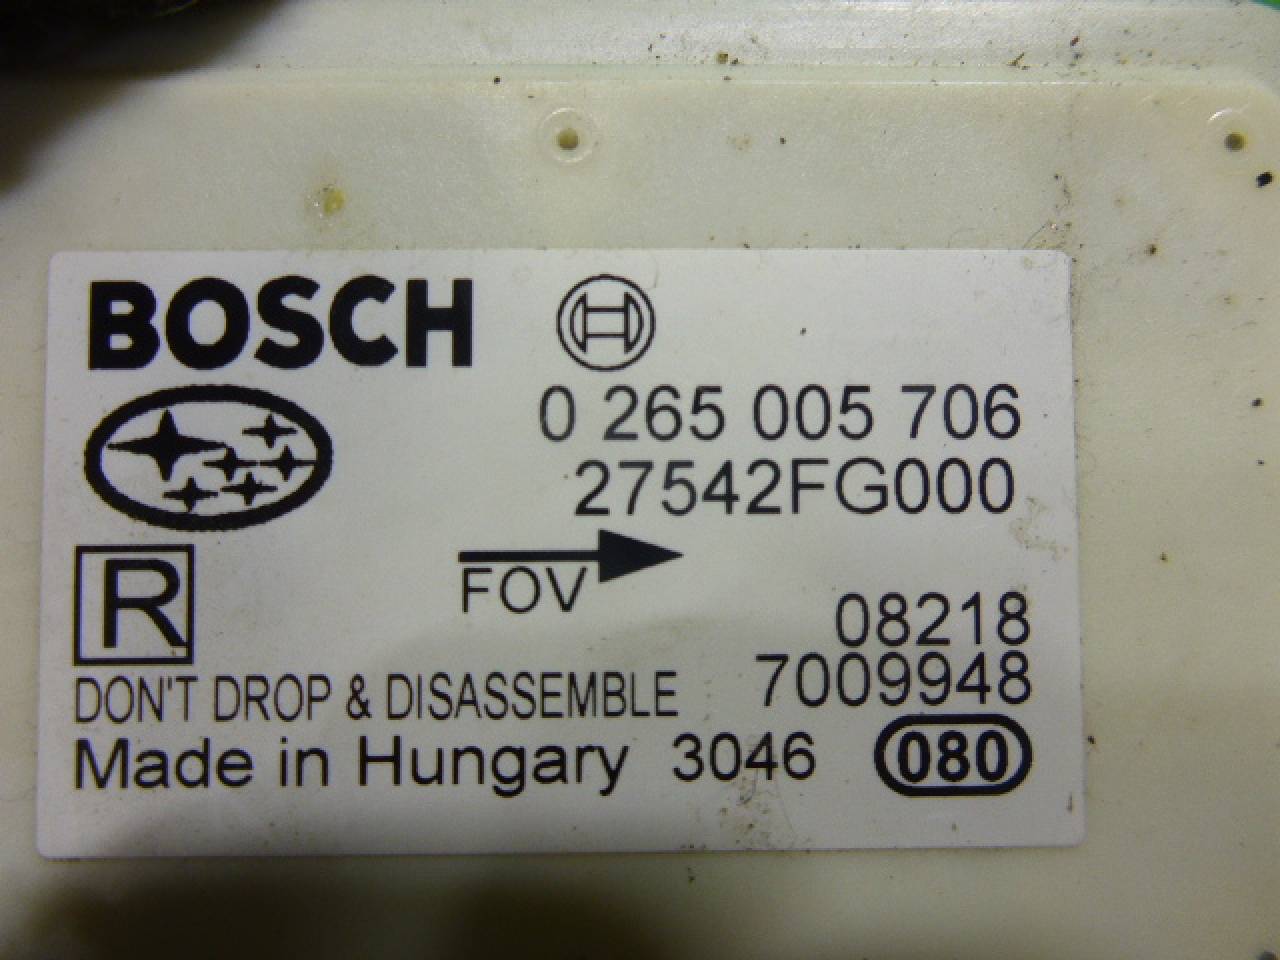 BOSCH
0 265 005 706
27542FG000
R
FOV
08218
DON'T DROP & DISASSEMBLE 7009948
Made in Hungary 3046 080